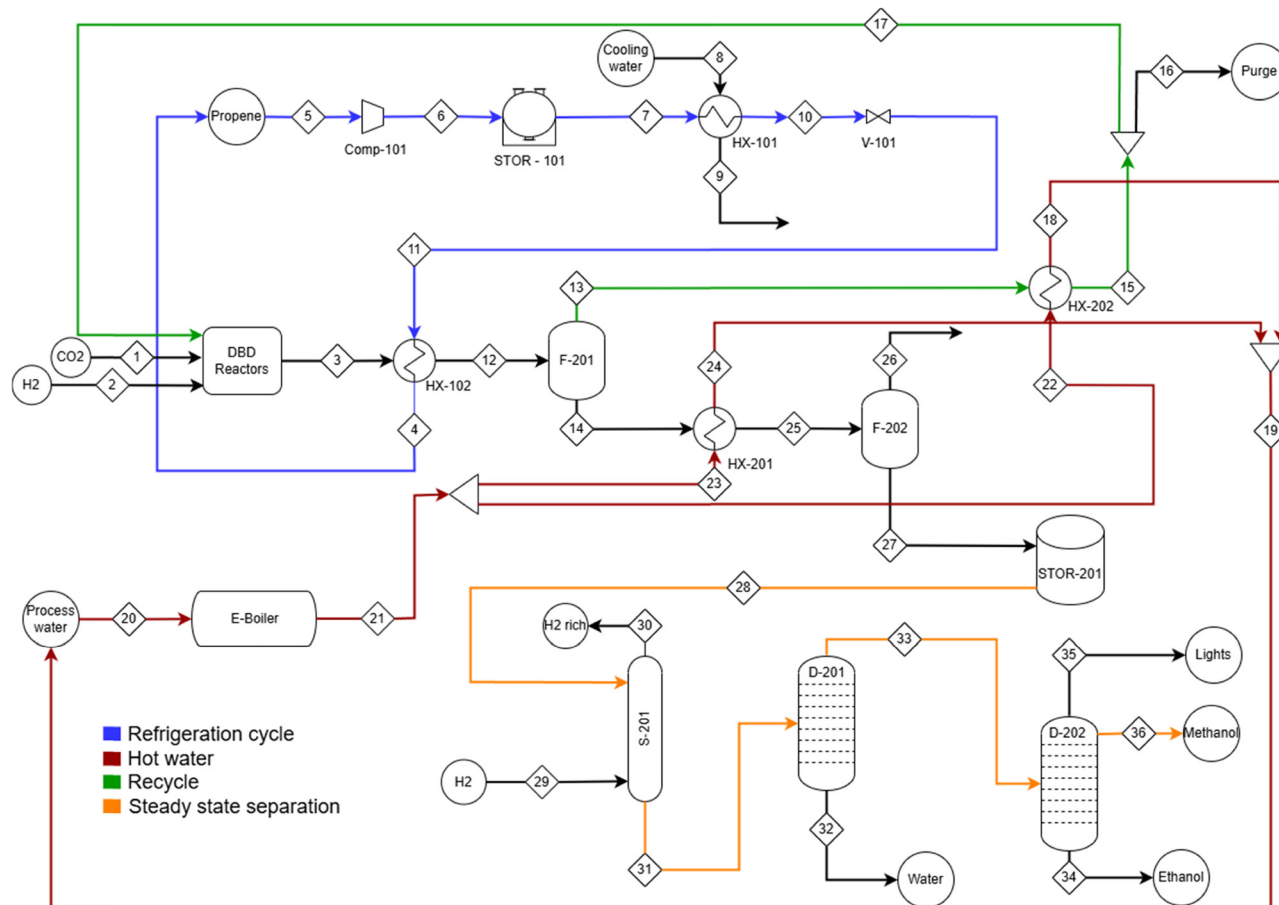 17
Cooling
water
8
16
Purge
Propene
5
6
7
10
Comp-101
STOR - 101
HX-101
V-101
9
18
11
13
15
HX-202
CO2
1
DBD
Reactors
3
12
F-201
26
H2
2
HX-102
24
22
4
14
25
F-202
19
HX-201
23
27
STOR-201
28
Process
water
20
E-Boiler
21
H2 rich
30
33
35
Lights
D-201
S-201
D-202
36
Methanol
Refrigeration cycle
Hot water
Recycle
Steady state separation
H2
29
32
31
Water
34
Ethanol